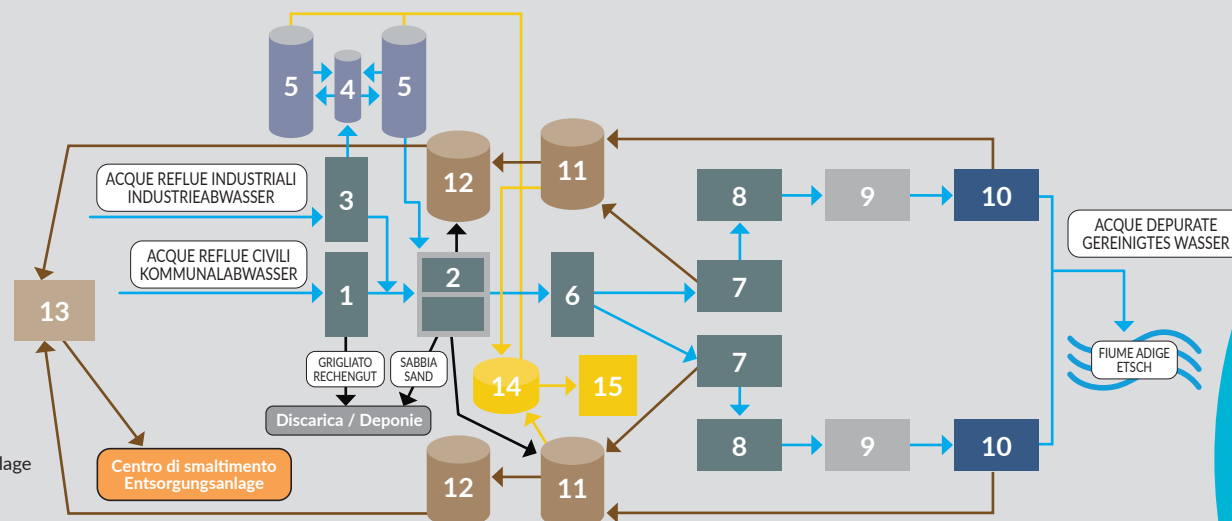 5
4
5
12
11
ACQUE REFLUE INDUSTRIALI
INDUSTRIEABWASSER
3
8
9
10
ACQUE DEPURATE
GEREINIGTES WASSER
ACQUE REFLUE CIVILI
KOMMUNALABWASSER
1
2
6
7
13
7
GRIGLIATO
RECHENGUT
SABBIA
SAND
14
15
FIUME ADIGE
ETSCH
Discarica / Deponie
8
9
10
lage
Centro di smaltimento
Entsorgungsanlage
12
11